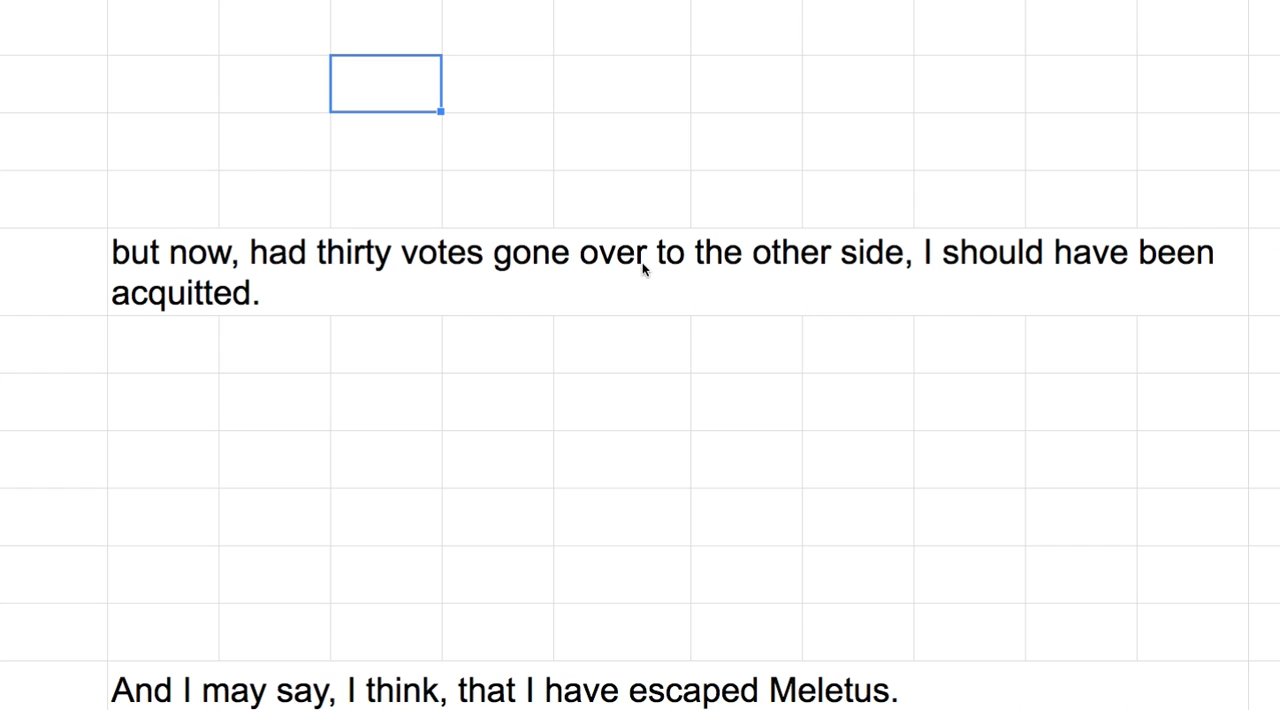 but now, had thirty votes gone over to the other side, I should have been
acquitted.
And I may say, I think, that I have escaped Meletus.